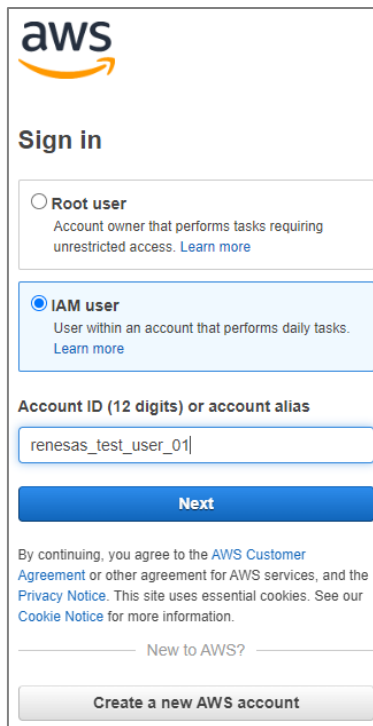 aws
Sign in
Root user
Account owner that performs tasks requiring
unrestricted access. Learn more
IAM user
User within an account that performs daily tasks.
Learn more
Account ID (12 digits) or account alias
renesas_test_user_01
Next
By continuing, you agree to the AWS Customer
Agreement or other agreement for AWS services, and the
Privacy Notice. This site uses essential cookies. See our
Cookie Notice for more information.
New to AWS?
Create a new AWS account